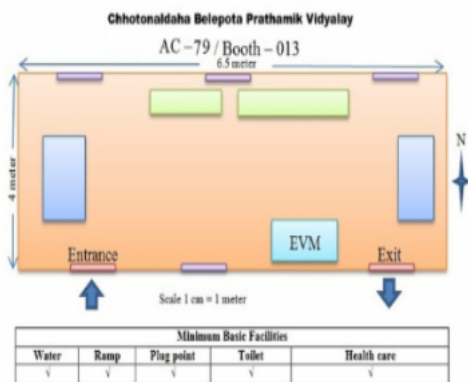 Chhotonaldaha Belepota Prathamik Vidyalay
AC – 79 / Booth – 013
6.5 meter
4 meter
N
EVM
Entrance
Exit
Scale 1 cm = 1 meter
Minimum Basic Facilities
Water Ramp Plug point Toilet Health care
√ √ √ √ √